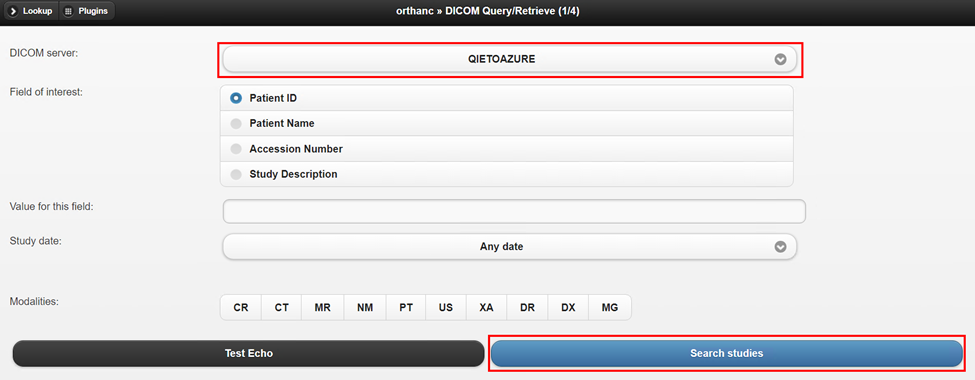 Lookup Plugins orthanc » DICOM Query/Retrieve (1/4)
DICOM server: QIETOAZURE
Field of interest: Patient ID
Patient Name
Accession Number
Study Description
Value for this field:
Study date: Any date
Modalities: CR CT MR NM PT US XA DR DX MG
Test Echo Search studies